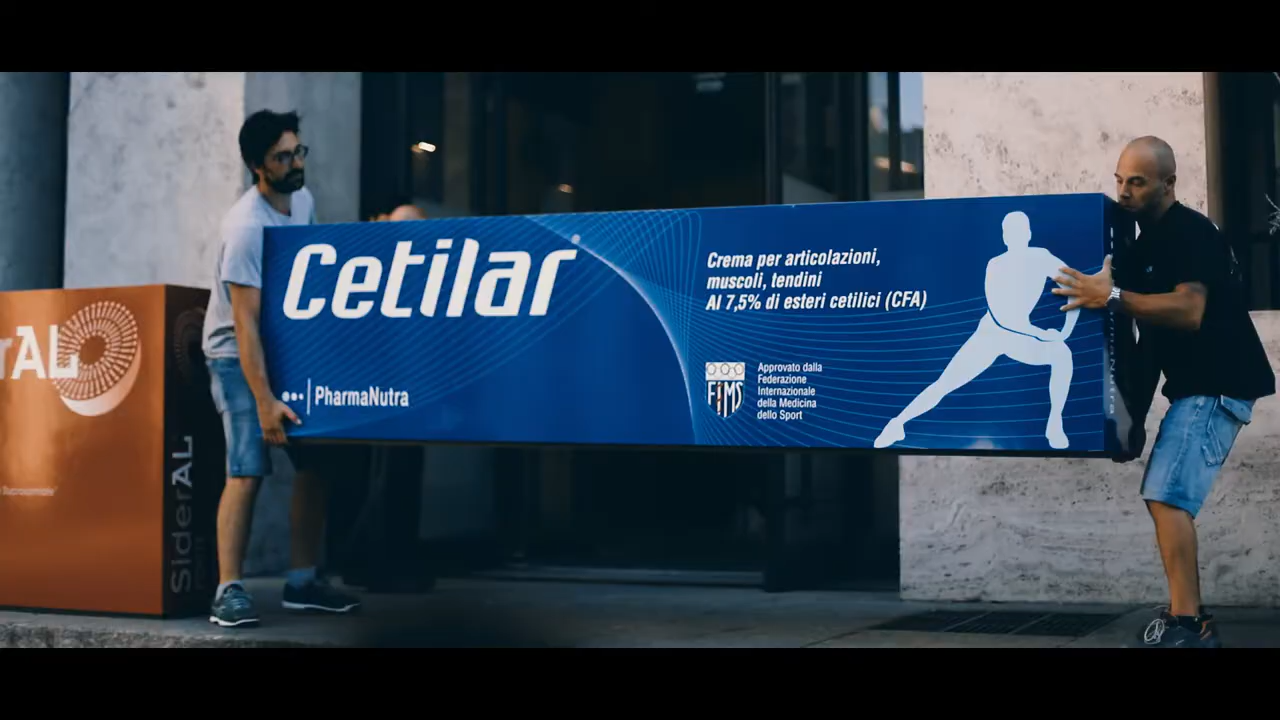 rAL
SiderAL
Cetilar
PharmaNutra
Crema per articolazioni,
muscoli, tendini
Al 7,5% di esteri cetilici (CFA)
FIMS
Approvato dalla
Federazione
Internazionale
della Medicina
dello Sport